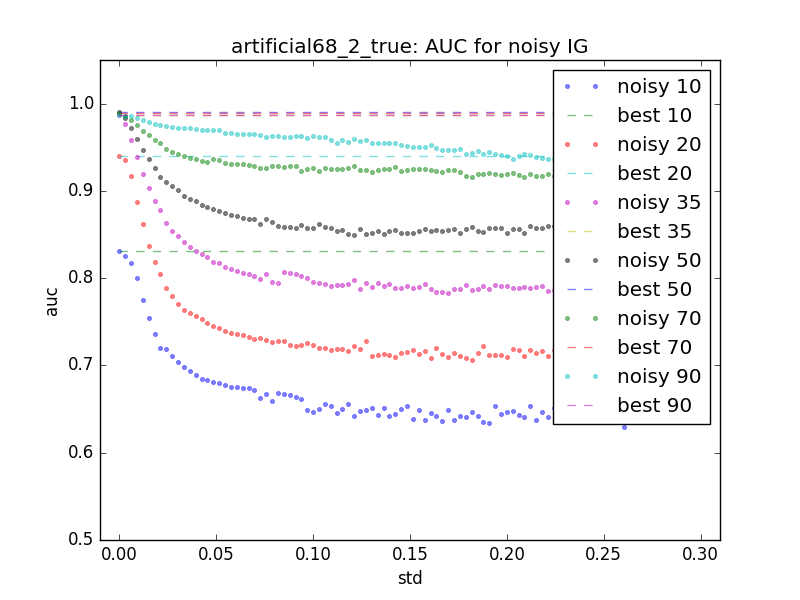 artificial68_2_true: AUC for noisy IG
1.0
0.9
0.8
0.7
0.6
0.5
auc
0.00
0.05
0.10
0.15
0.20
0.25
0.30
std
noisy 10
best 10
noisy 20
best 20
noisy 35
best 35
noisy 50
best 50
noisy 70
best 70
noisy 90
best 90